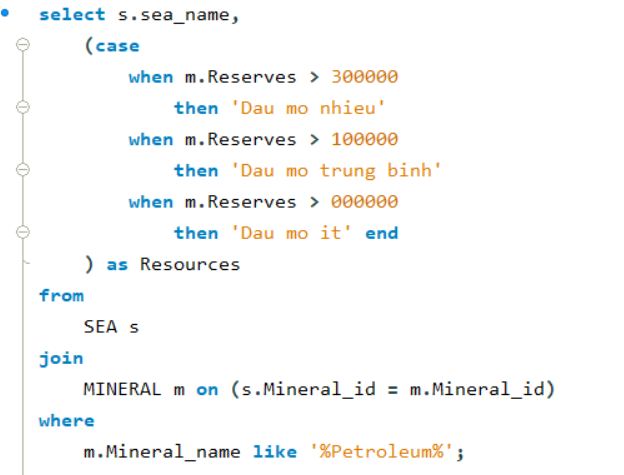 select s.sea_name,
(case
when m.Reserves > 300000
then 'Dau mo nhieu'
when m.Reserves > 100000
then 'Dau mo trung binh'
when m.Reserves > 000000
then 'Dau mo it' end
) as Resources
from
SEA s
join
MINERAL m on (s.Mineral_id = m.Mineral_id)
where
m.Mineral_name like '%Petroleum%';